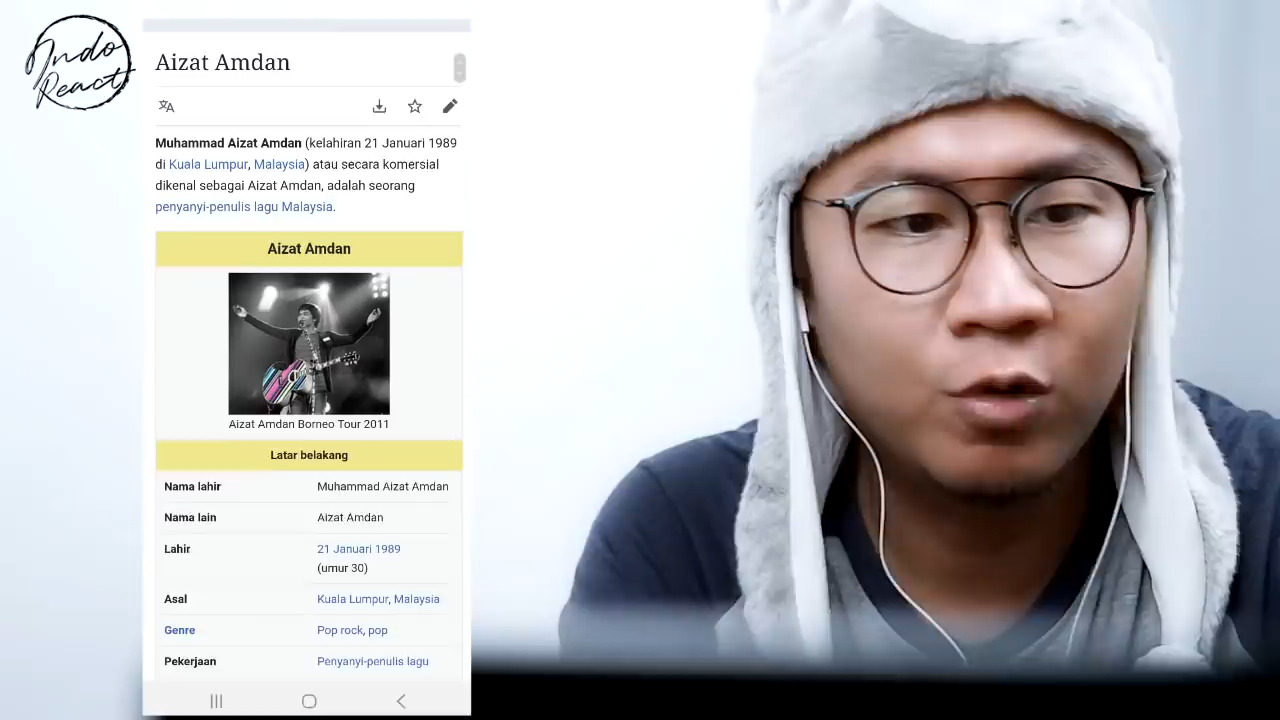 Indo
React
Aizat Amdan
Muhammad Aizat Amdan (kelahiran 21 Januari 1989
di Kuala Lumpur, Malaysia) atau secara komersial
dikenal sebagai Aizat Amdan, adalah seorang
penyanyi-penulis lagu Malaysia.
Aizat Amdan
Aizat Amdan Borneo Tour 2011
Latar belakang
Nama lahir Muhammad Aizat Amdan
Nama lain Aizat Amdan
Lahir 21 Januari 1989
(umur 30)
Asal Kuala Lumpur, Malaysia
Genre Pop rock, pop
Pekerjaan Penyanyi-penulis lagu